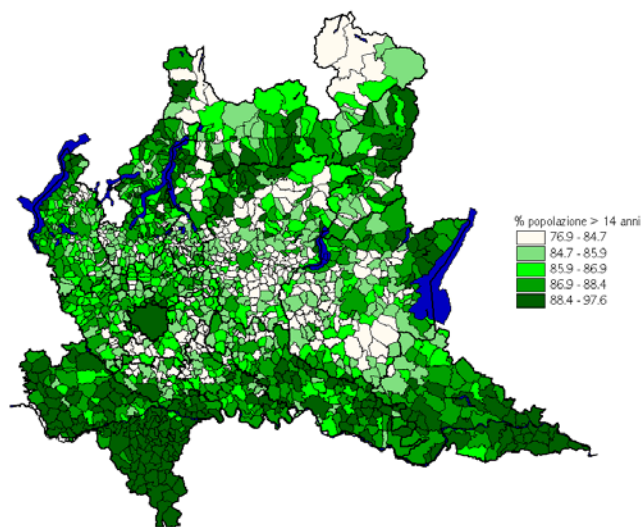 % popolazione > 14 anni
76.9 - 84.7
84.7 - 85.9
85.9 - 86.9
86.9 - 88.4
88.4 - 97.6